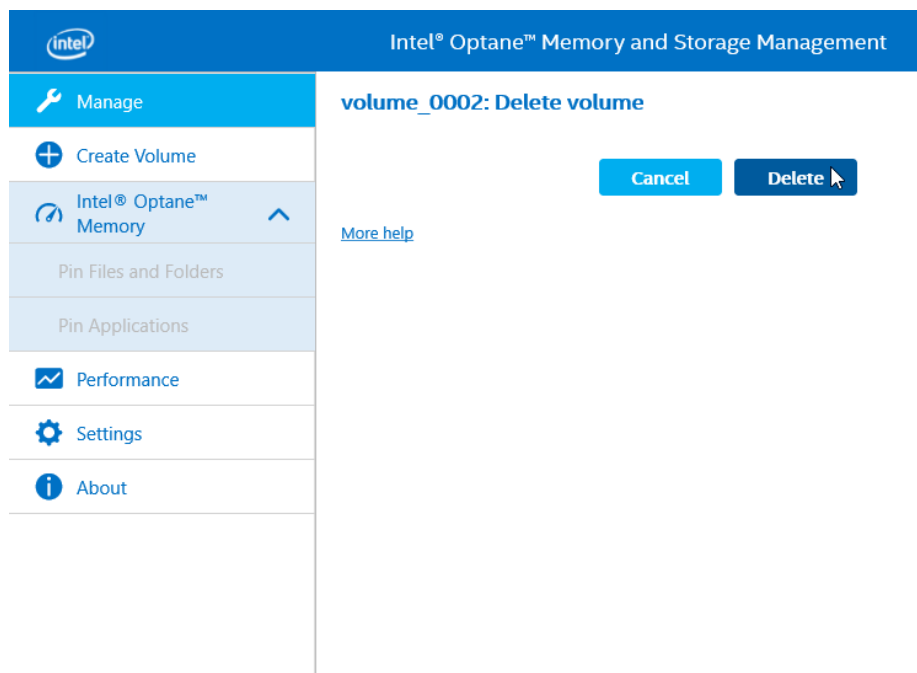 intel
Intel® Optane™ Memory and Storage Management
Manage
Create Volume
Intel® Optane™
Memory
Pin Files and Folders
Pin Applications
Performance
Settings
About
volume_0002: Delete volume
Cancel
Delete
More help